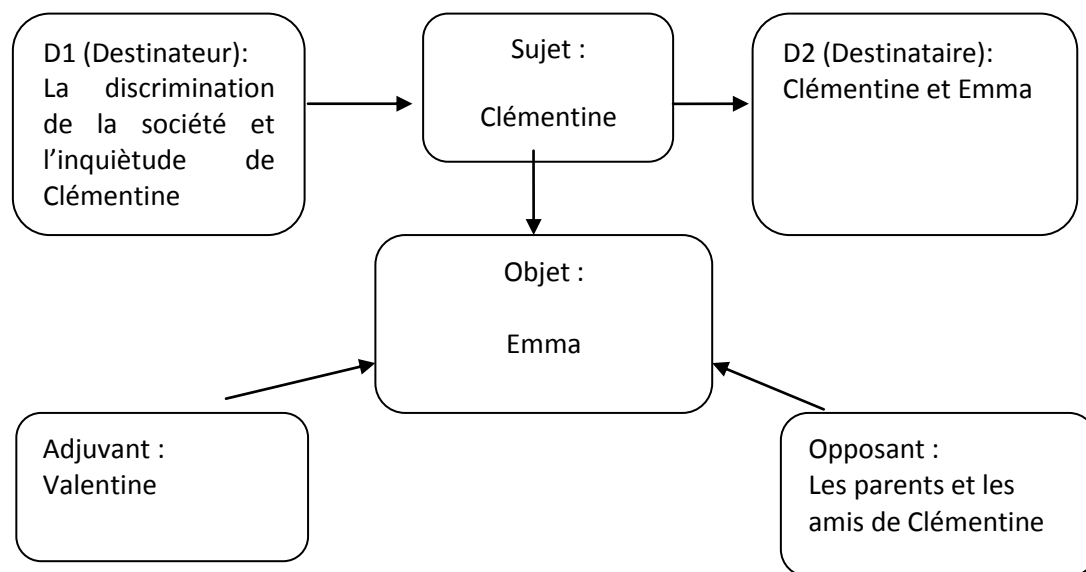 D1 (Destinateur):
La discrimination
de la société et
l’inquiètude de
Clémentine
Sujet :
Clémentine
D2 (Destinataire):
Clémentine et Emma
Objet :
Emma
Adjuvant :
Valentine
Opposant :
Les parents et les
amis de Clémentine